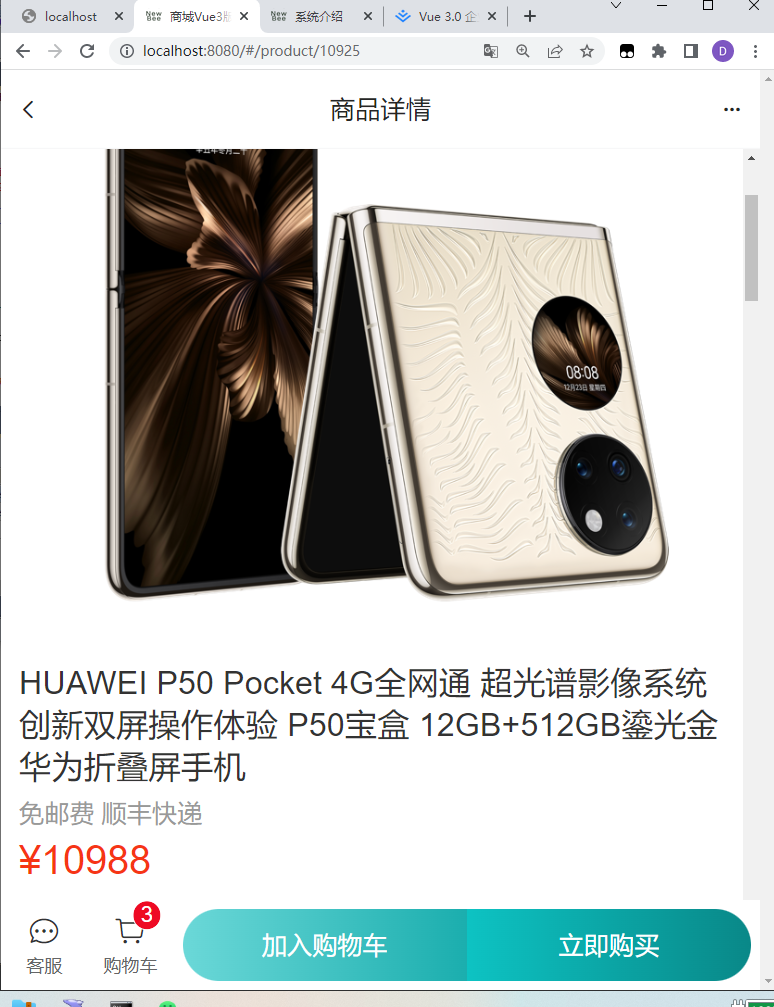 localhost
New Bee 商城Vue3版
New Bee 系统介绍
Vue 3.0 企
localhost:8080/#/product/10925
D
商品详情
08:08
12月23日 星期四
HUAWEI P50 Pocket 4G全网通 超光谱影像系统
创新双屏操作体验 P50宝盒 12GB+512GB鎏光金
华为折叠屏手机
免邮费 顺丰快递
¥10988
3
客服
购物车
加入购物车
立即购买